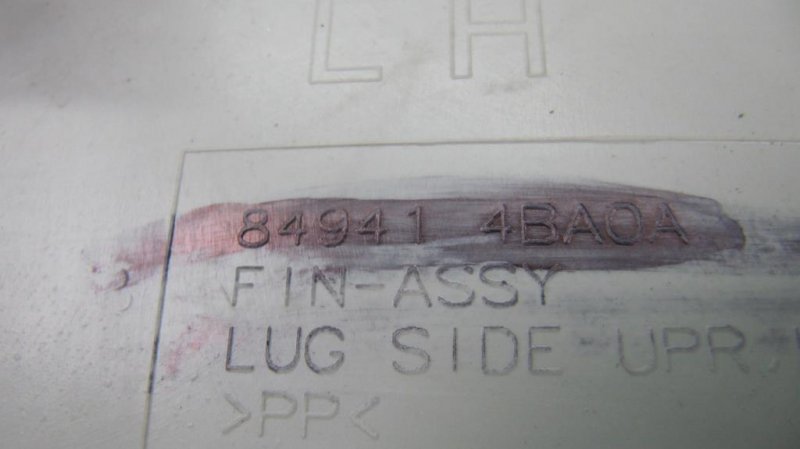 LH
84941 4BA0A
FIN-ASSY
LUG SIDE-UPR.
>PP<